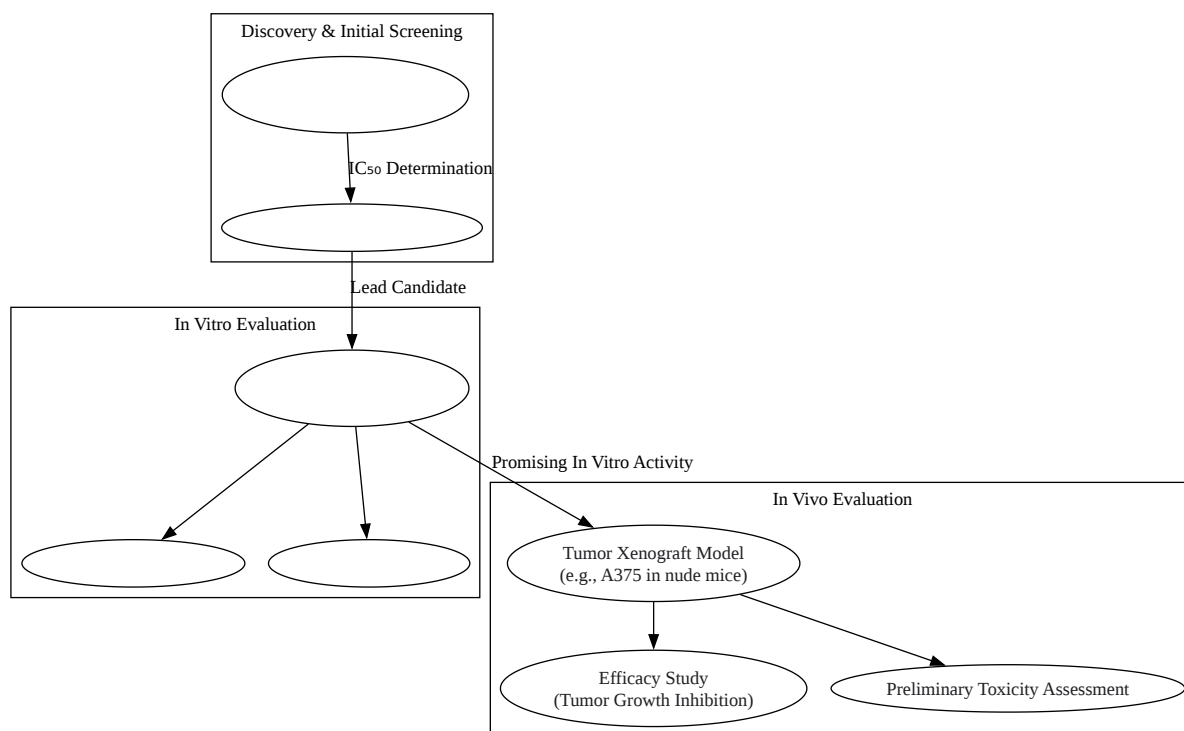 Discovery & Initial Screening
IC₅₀ Determination
Lead Candidate
In Vitro Evaluation
Promising In Vitro Activity
In Vivo Evaluation
Tumor Xenograft Model
(e.g., A375 in nude mice)
Efficacy Study
(Tumor Growth Inhibition)
Preliminary Toxicity Assessment